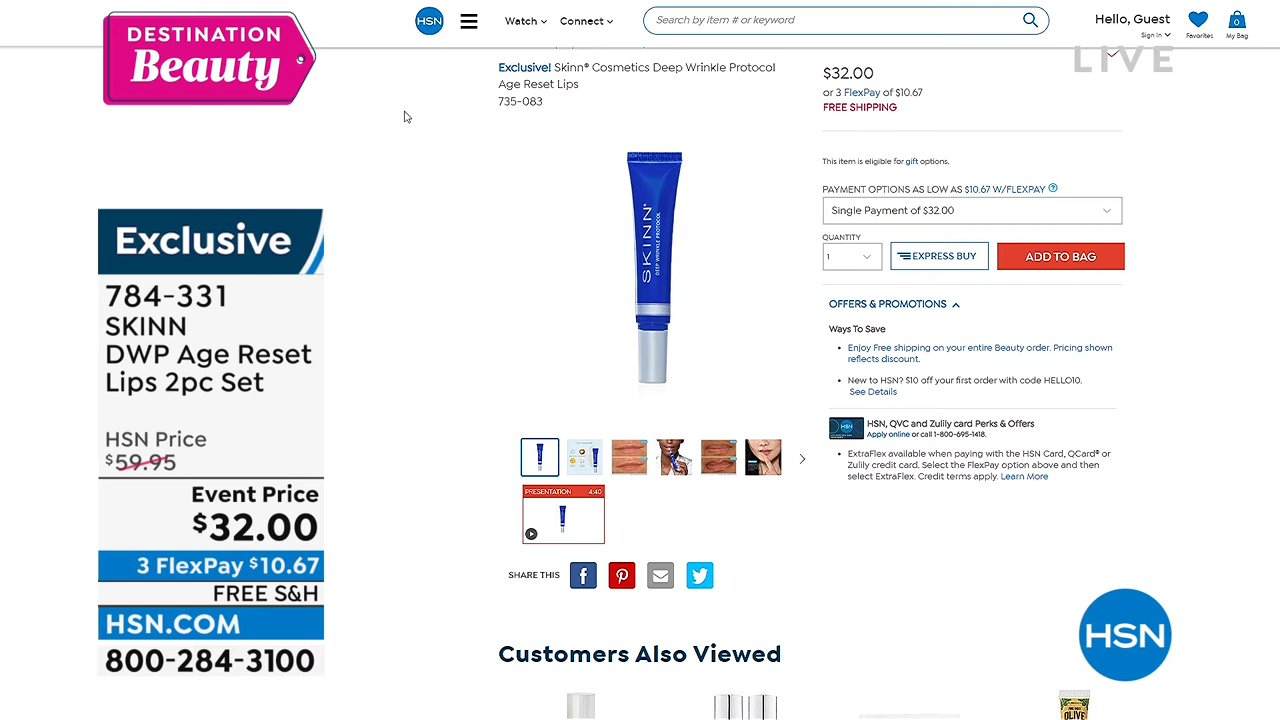 DESTINATION
Beauty
HSN
Watch
Connect
Search by item # or keyword
Hello, Guest
Sign In
Favorites
0
My Bag
LIVE
Exclusive! Skinn® Cosmetics Deep Wrinkle Protocol
Age Reset Lips
735-083
$32.00
or 3 FlexPay of $10.67
FREE SHIPPING
This item is eligible for gift options.
PAYMENT OPTIONS AS LOW AS $10.67 W/FLEXPAY ?
Single Payment of $32.00
QUANTITY
1
EXPRESS BUY
ADD TO BAG
OFFERS & PROMOTIONS
Ways To Save
• Enjoy Free shipping on your entire Beauty order. Pricing shown
reflects discount.
• New to HSN? $10 off your first order with code HELLO10.
See Details
HSN
HSN, QVC and Zulily card Perks & Offers
Apply online or call 1-800-695-1418.
• ExtraFlex available when paying with the HSN Card, QCard® or
Zulily credit card. Select the FlexPay option above and then
select ExtraFlex. Credit terms apply. Learn More
SKINN®
DEEP WRINKLE PROTOCOL
PRESENTATION 4:40
SHARE THIS
Customers Also Viewed
OLIVE
Exclusive
784-331
SKINN
DWP Age Reset
Lips 2pc Set
HSN Price
$59.95
Event Price
$32.00
3 FlexPay $10.67
FREE S&H
HSN.COM
800-284-3100
HSN